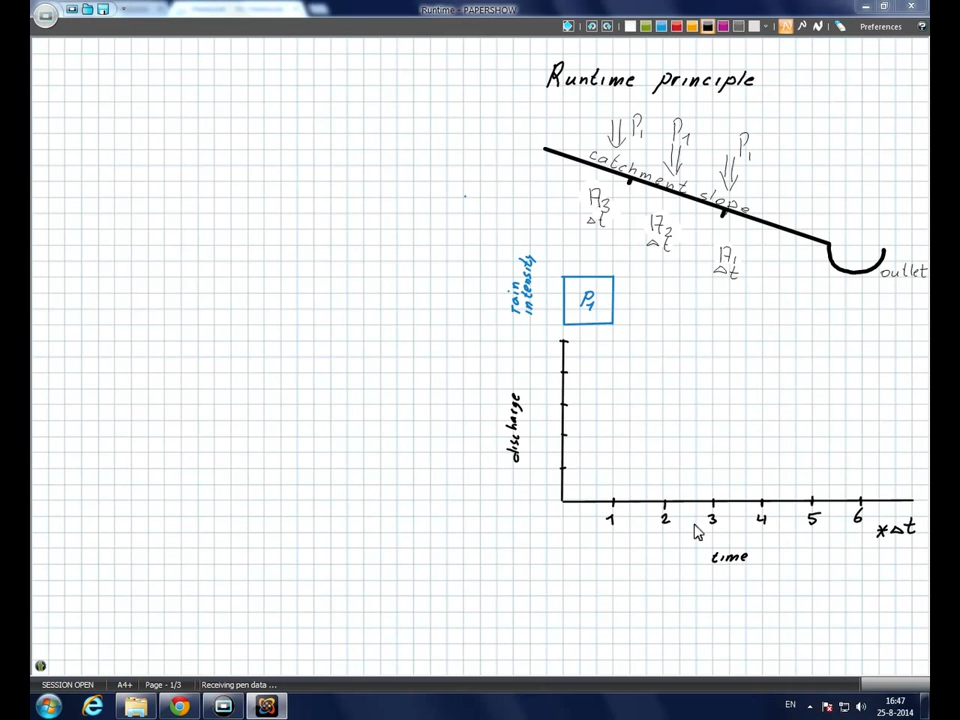 Runtime - PAPERSHOW
Preferences
Runtime principle
P1 P1 P1
catchment slope
A3
Δt
A2
Δt
A1
Δt
outlet
rain intensity
P1
discharge
1 2 3 4 5 6 *Δt
time
SESSION OPEN A4+ Page - 1/3 Receiving pen data ...
EN 16:47
25-8-2014